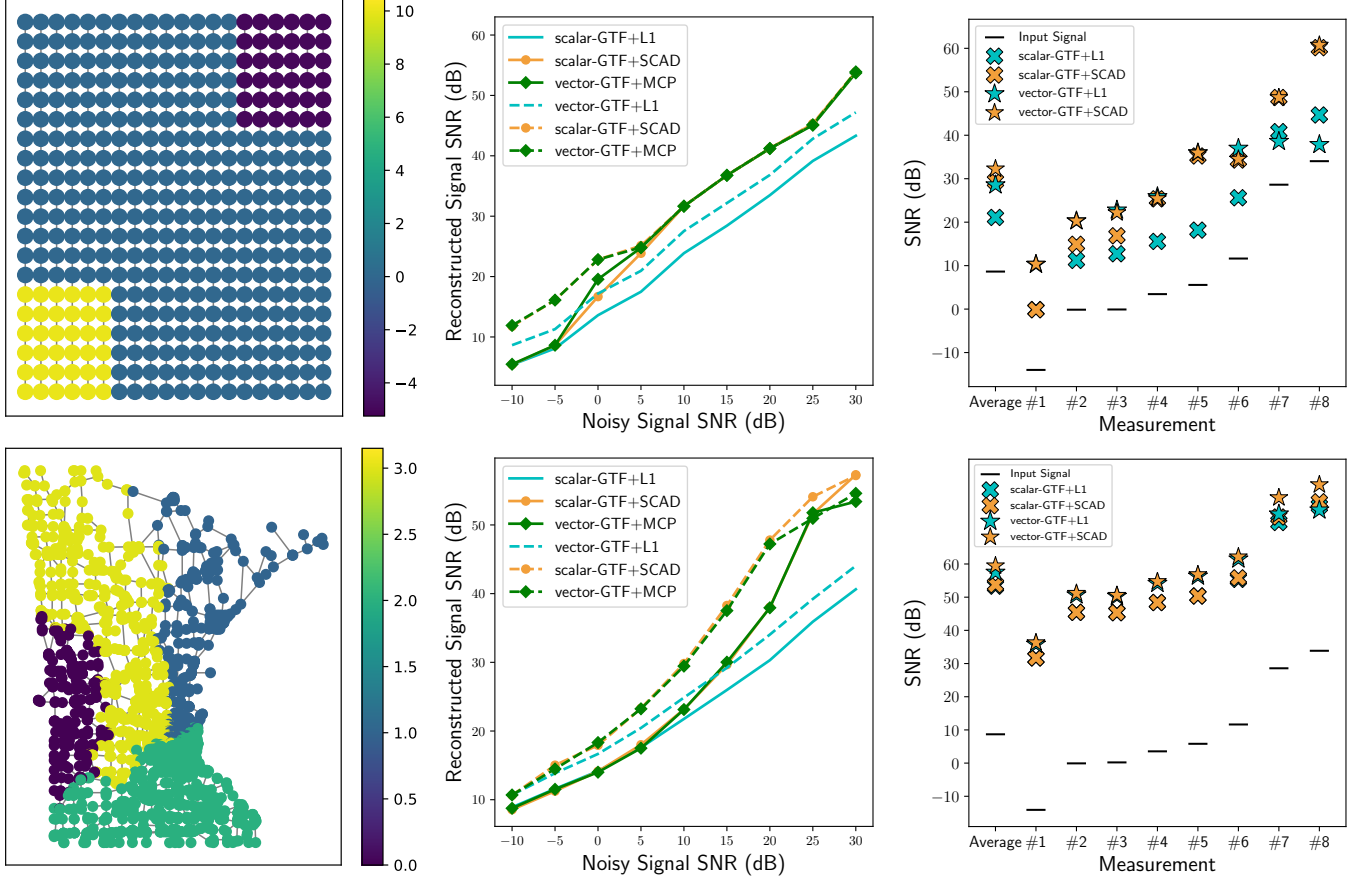 10
8
6
4
2
0
−2
−4
Reconstructed Signal SNR (dB)
60
50
40
30
20
10
scalar-GTF+L1
scalar-GTF+SCAD
vector-GTF+MCP
vector-GTF+L1
scalar-GTF+SCAD
vector-GTF+MCP
−10 −5 0 5 10 15 20 25 30
Noisy Signal SNR (dB)
SNR (dB)
60
50
40
30
20
10
0
−10
Input Signal
scalar-GTF+L1
scalar-GTF+SCAD
vector-GTF+L1
vector-GTF+SCAD
Average #1 #2 #3 #4 #5 #6 #7 #8
Measurement
3.0
2.5
2.0
1.5
1.0
0.5
0.0
Reconstructed Signal SNR (dB)
50
40
30
20
10
scalar-GTF+L1
scalar-GTF+SCAD
vector-GTF+MCP
vector-GTF+L1
scalar-GTF+SCAD
vector-GTF+MCP
−10 −5 0 5 10 15 20 25 30
Noisy Signal SNR (dB)
SNR (dB)
60
50
40
30
20
10
0
−10
Input Signal
scalar-GTF+L1
scalar-GTF+SCAD
vector-GTF+L1
vector-GTF+SCAD
Average #1 #2 #3 #4 #5 #6 #7 #8
Measurement